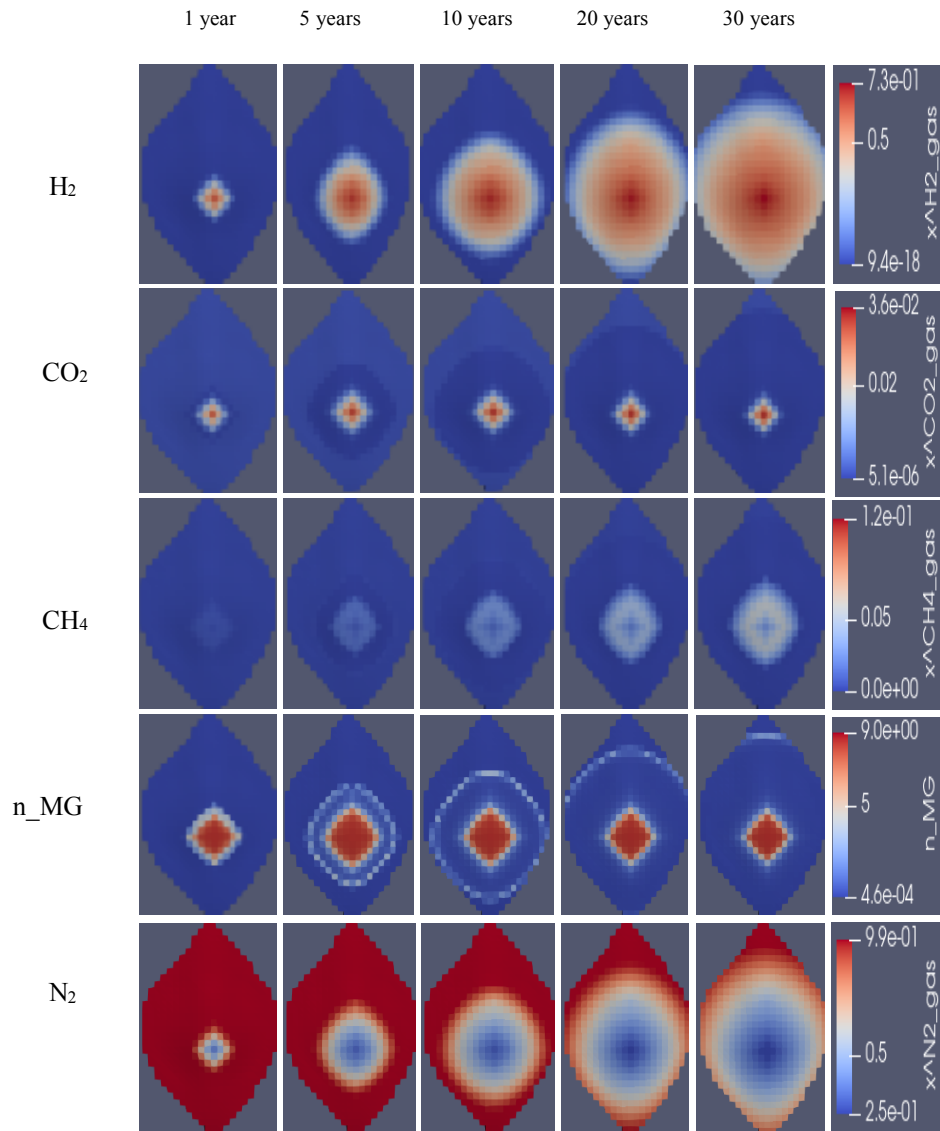 1 year 5 years 10 years 20 years 30 years
H2
7.3e-01
0.5
9.4e-18
x^H2_gas
CO2
3.6e-02
0.02
5.1e-06
x^CO2_gas
CH4
1.2e-01
0.05
0.0e+00
x^CH4_gas
n_MG
9.0e+00
5
4.6e-04
n_MG
N2
9.9e-01
0.5
2.5e-01
x^N2_gas